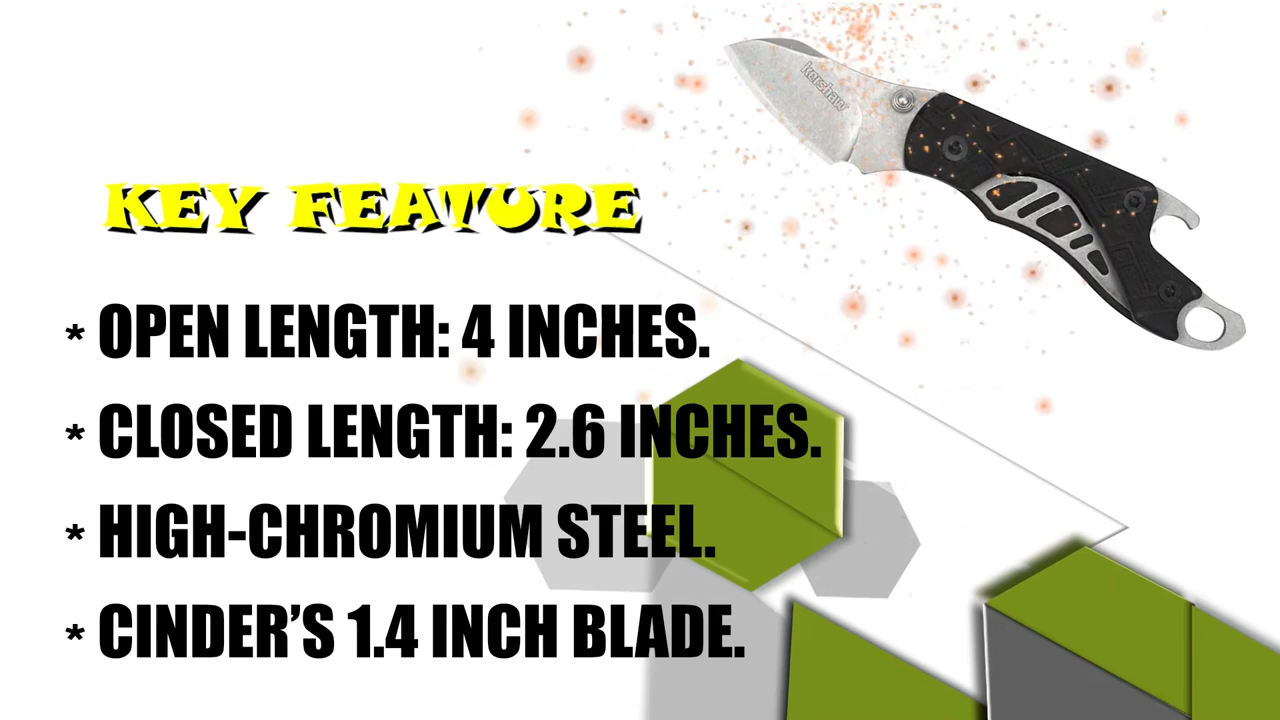 kershaw
KEY FEATURE
* OPEN LENGTH: 4 INCHES.
* CLOSED LENGTH: 2.6 INCHES.
* HIGH-CHROMIUM STEEL.
* CINDER’S 1.4 INCH BLADE.